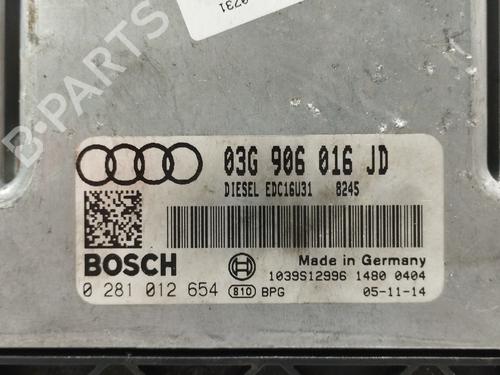 B-PARTS
03G 906 016 JD
DIESEL EDC16U31 8245
BOSCH
Made in Germany
1039S12996 1480 0404
0 281 012 654 810 BPG 05-11-14